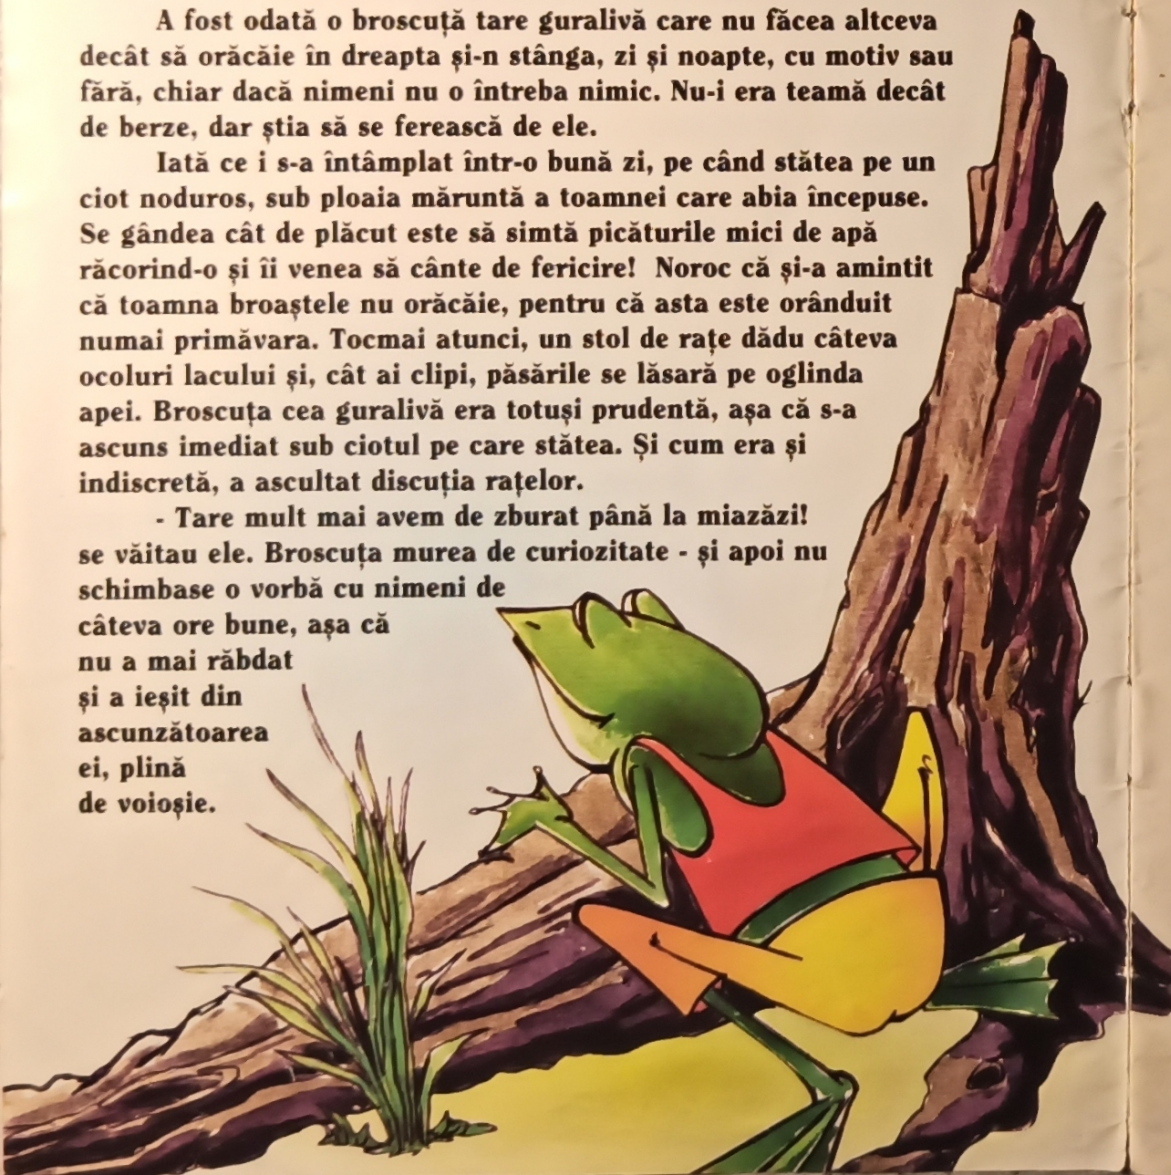 A fost odată o broscuță tare guralivă care nu făcea altceva
decât să orăcăie în dreapta și-n stânga, zi și noapte, cu motiv sau
fără, chiar dacă nimeni nu o întreba nimic. Nu-i era teamă decât
de berze, dar știa să se ferească de ele.
Iată ce i s-a întâmplat într-o bună zi, pe când stătea pe un
ciot noduros, sub ploaia măruntă a toamnei care abia începuse.
Se gândea cât de plăcut este să simtă picăturile mici de apă
răcorind-o și îi venea să cânte de fericire! Noroc că și-a amintit
că toamna broaștele nu orăcăie, pentru că asta este orânduit
numai primăvara. Tocmai atunci, un stol de rațe dădu câteva
ocoluri lacului și, cât ai clipi, păsările se lăsară pe oglinda
apei. Broscuța cea guralivă era totuși prudentă, așa că s-a
ascuns imediat sub ciotul pe care stătea. Și cum era și
indiscretă, a ascultat discuția rațelor.
- Tare mult mai avem de zburat până la miazăzi!
se văitau ele. Broscuța murea de curiozitate - și apoi nu
schimbase o vorbă cu nimeni de
câteva ore bune, așa că
nu a mai răbdat
și a ieșit din
ascunzătoarea
ei, plină
de voioșie.